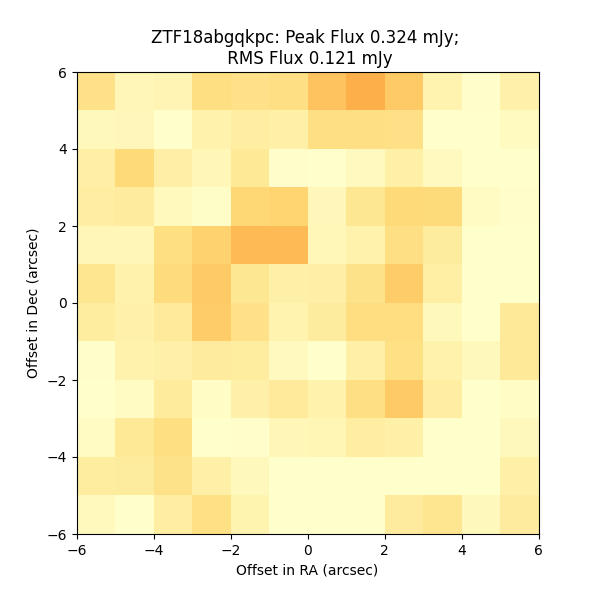 ZTF18abgqkpc: Peak Flux 0.324 mJy;
RMS Flux 0.121 mJy
6
4
2
0
−2
−4
−6
Offset in Dec (arcsec)
−6 −4 −2 0 2 4 6
Offset in RA (arcsec)